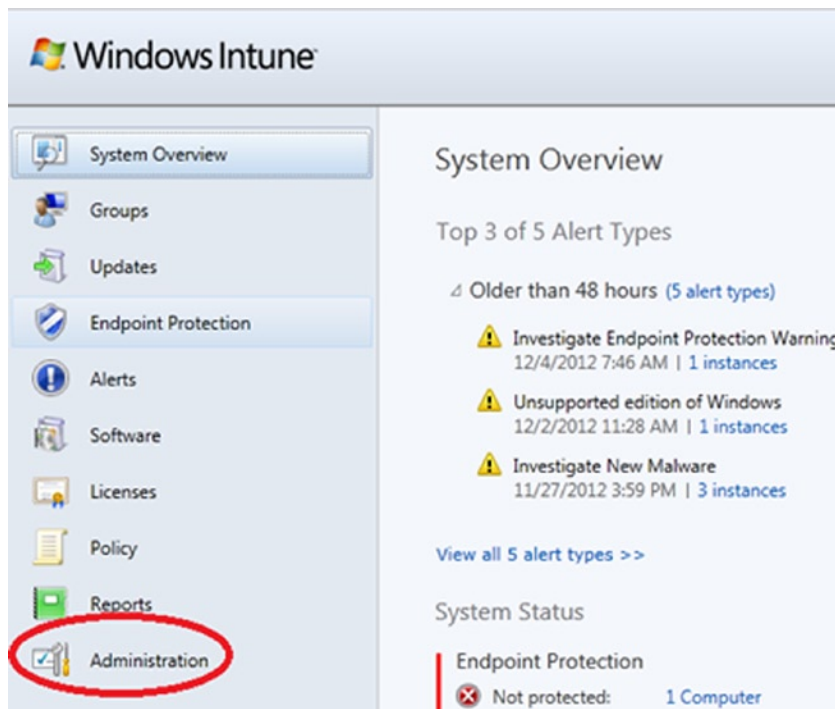 Windows Intune
System Overview
Groups
Updates
Endpoint Protection
Alerts
Software
Licenses
Policy
Reports
Administration
System Overview
Top 3 of 5 Alert Types
Older than 48 hours (5 alert types)
Investigate Endpoint Protection Warning
12/4/2012 7:46 AM | 1 instances
Unsupported edition of Windows
12/2/2012 11:28 AM | 1 instances
Investigate New Malware
11/27/2012 3:59 PM | 3 instances
View all 5 alert types >>
System Status
Endpoint Protection
Not protected: 1 Computer